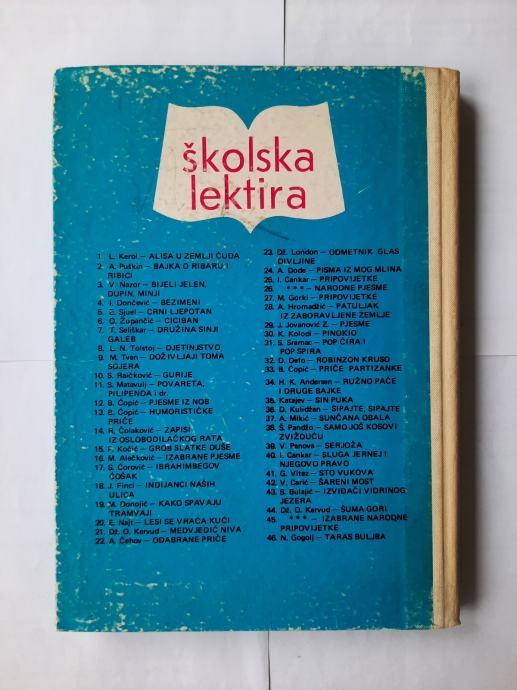 školska
lektira
1 L. Kerol – ALISA U ZEMLJI ČUDA
2 A. Puškin – BAJKA O RIBARU I
RIBICI
3 V. Nazor – BIJELI JELEN,
DUPIN, MINJI
4 I. Dončević – BEZIMENI
5 E. Sjuel – CRNI LJEPOTAN
6 O. Župančić – CICIBAN
7 T. Seliškar – DRUŽINA SINJI
GALEB
8 L. N. Tolstoj – DJETINJSTVO
9 M. Tven – DOŽIVLJAJI TOMA
SOJERA
10 S. Raičković – GURIJE
11 S. Matavulj – POVARETA,
PILIPENDA i dr.
12 B. Ćopić – PJESME IZ NOB
13 B. Ćopić – HUMORISTIČKE
PRIČE
14 R. Čolaković – ZAPISI
IZ OSLOBODILAČKOG RATA
15 P. Kočić – GROB SLATKE DUŠE
16 M. Alečković – IZABRANE PJESME
17 S. Ćorović – IBRAHIMBEGOV
ĆOŠAK
18 J. Finci – INDIJANCI NAŠIH
ULICA
19 M. Đonojić – KAKO SPAVAJU
TRAMVAJI
20 E. Najt – LESI SE VRAĆA KUĆI
21 Dž. O. Kervud – MEDVJEDIĆ NIVA
22 A. Čehov – ODABRANE PRIČE
23. Dž. London – ODMETNIK GLAS
DIVLJINE
24. A. Dode – PISMA IZ MOG MLINA
25. I. Cankar – PRIPOVIJETKE
26. * * * – NARODNE PJESME
27. M. Gorki – PRIPOVIJETKE
28. A. Hromadžić – PATULJAK
IZ ZABORAVLJENE ZEMLJE
29. J. Jovanović Z. – PJESME
30. K. Kolodi – PINOKIO
31. S. Sremac – POP ĆIRA I
POP SPIRA
32. D. Defo – ROBINZON KRUSO
33. B. Ćopić – PRIČE PARTIZANKE
34. H. K. Andersen – RUŽNO PAČE
I DRUGE BAJKE
35. Katajev – SIN PUKA
36. D. Kulidžan – SIPAJTE, SIPAJTE
37. A. Mikić – SUNČANA OBALA
38. Š. Pandžo – SAMO JOŠ KOSOVI
ZVIŽDUĆU
39. V. Panova – SERJOŽA
40. I. Cankar – SLUGA JERNEJ I
NJEGOVO PRAVO
41. G. Vitez – STO VUKOVA
42. V. Carić – ŠARENI MOST
43. S. Bulajić – IZVIĐAČI VIDRINOG
JEZERA
44. Dž. O. Kervud – ŠUMA GORI
45. * * * – IZABRANE NARODNE
PRIPOVIJETKE
46. N. Gogolj – TARAS BULJBA